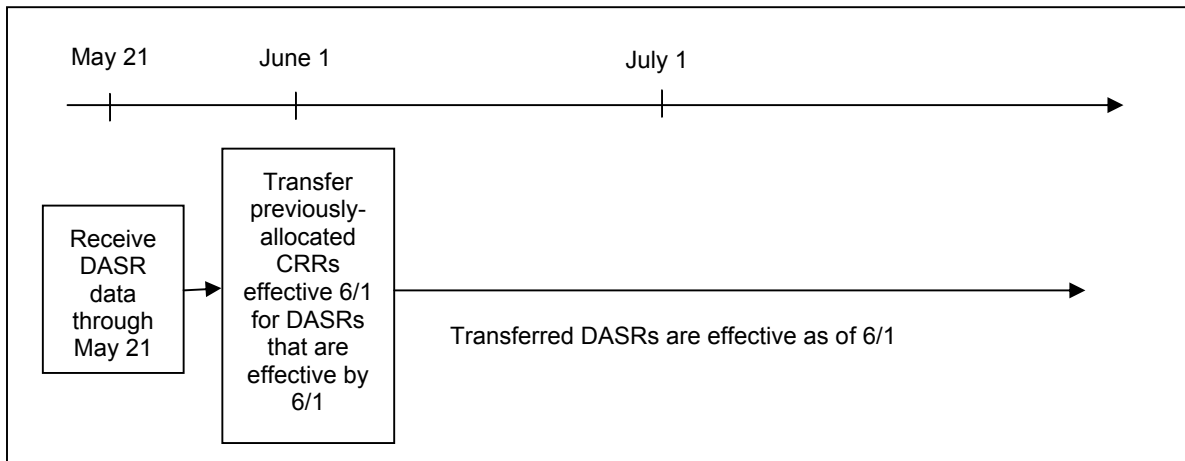 May 21
June 1
July 1
Receive
DASR
data
through
May 21
Transfer
previously-
allocated
CRRs
effective 6/1
for DASRs
that are
effective by
6/1
Transferred DASRs are effective as of 6/1